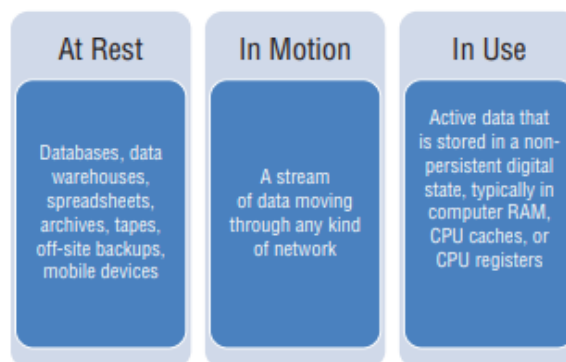 At Rest
Databases, data
warehouses,
spreadsheets,
archives, tapes,
off-site backups,
mobile devices
In Motion
A stream
of data moving
through any kind
of network
In Use
Active data that
is stored in a non-
persistent digital
state, typically in
computer RAM,
CPU caches, or
CPU registers